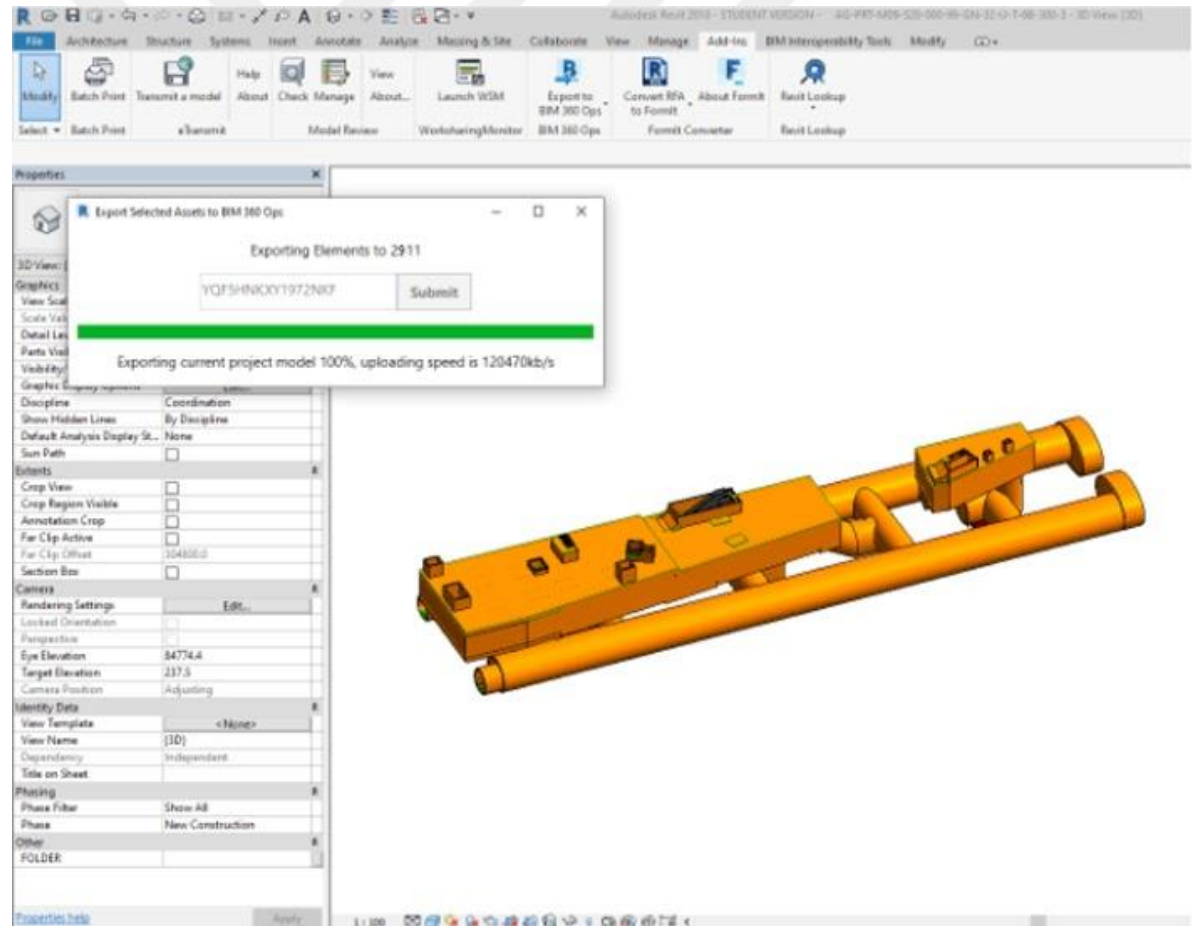 Autodesk Revit 2018 - STUDENT VERSION -
3D View: {3D}
File Architecture Structure Systems Insert Annotate Analyze Massing & Site Collaborate View Manage Add-Ins BIM Interoperability Tools Modify
Modify Batch Print Transmit a model Help About Check Manage View About... Launch WSM Export to BIM 360 Ops Convert RFA to FormIt About FormIt Revit Lookup
Select Batch Print eTransmit Model Review WorksharingMonitor BIM 360 Ops FormIt Converter Revit Lookup
Properties
Export Selected Assets to BIM 360 Ops
Exporting Elements to 2911
Submit
Exporting current project model 100%, uploading speed is 120470kb/s
3D View:
Graphics
View Scal
Scale Val
Detail Lev
Parts Visi
Visibility/
Discipline Coordination
Show Hidden Lines By Discipline
Default Analysis Display St... None
Sun Path
Extents
Crop View
Crop Region Visible
Annotation Crop
Far Clip Active
Far Clip Offset 304800.0
Section Box
Camera
Rendering Settings Edit...
Locked Orientation
Perspective
Eye Elevation 84774.4
Target Elevation 237.5
Camera Position Adjusting
Identity Data
View Template <None>
View Name {3D}
Dependency Independent
Title on Sheet
Phasing
Phase Filter Show All
Phase New Construction
Other
FOLDER
Properties help Apply
1 : 100